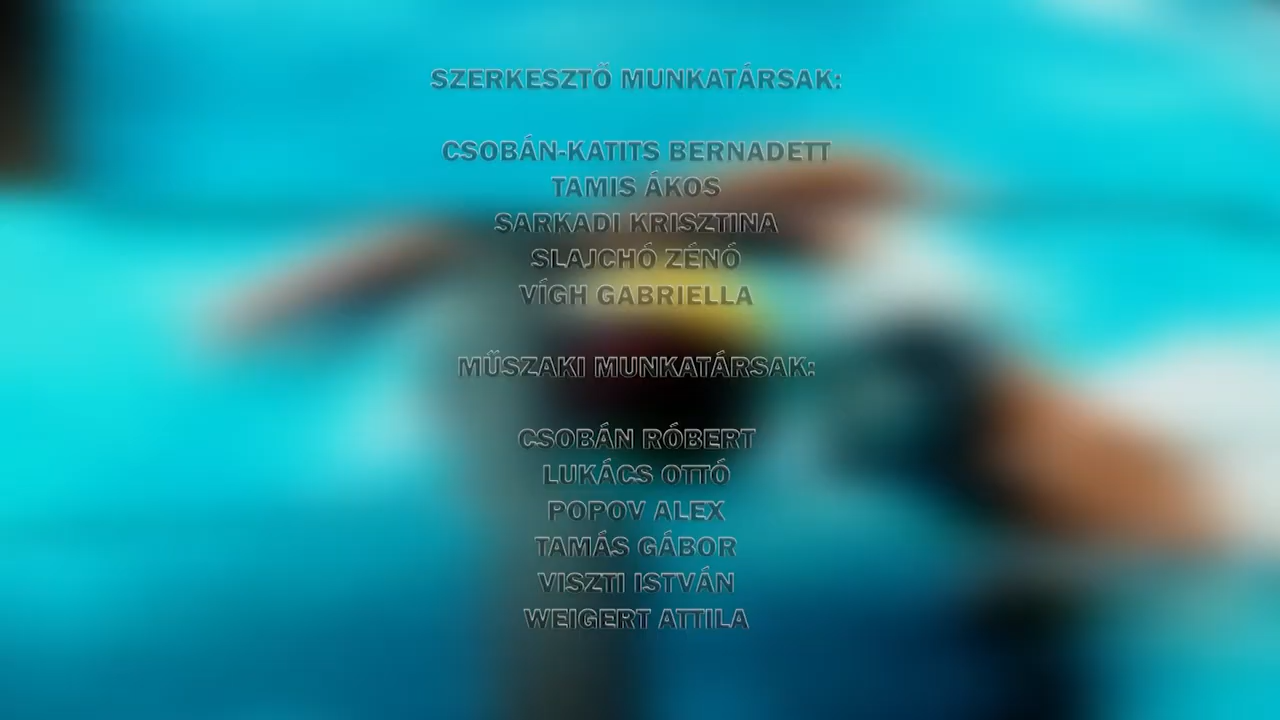 SZERKESZTŐ MUNKATÁRSAK:
CSOBÁN-KATITS BERNADETT
TAMIS ÁKOS
SARKADI KRISZTINA
SLAJCHÓ ZÉNÓ
VÍGH GABRIELLA
MŰSZAKI MUNKATÁRSAK:
CSOBÁN RÓBERT
LUKÁCS OTTÓ
POPOV ALEX
TAMÁS GÁBOR
VISZTI ISTVÁN
WEIGERT ATTILA